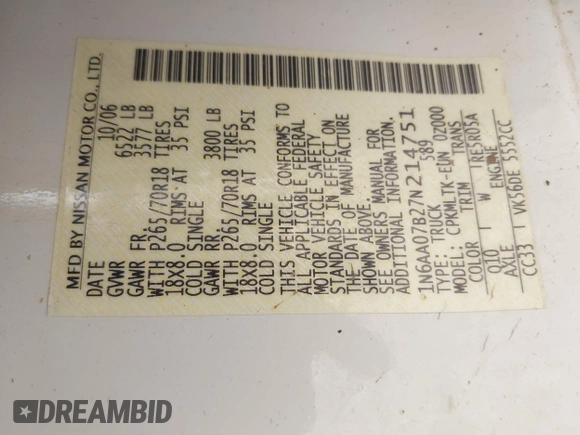 MFD BY NISSAN MOTOR CO., LTD.
DATE 10/06
GVWR 6522 LB
GAWR FR. 3577 LB
WITH P265/70R18 TIRES
18X8.0 RIMS AT 35 PSI
COLD SINGLE
GAWR RR. 3800 LB
WITH P265/70R18 TIRES
18X8.0 RIMS AT 35 PSI
COLD SINGLE
THIS VEHICLE CONFORMS TO
ALL APPLICABLE FEDERAL
MOTOR VEHICLE SAFETY
STANDARDS IN EFFECT ON
THE DATE OF MANUFACTURE
SHOWN ABOVE.
SEE OWNERS MANUAL FOR
ADDITIONAL INFORMATION.
1N6AA07B27N214751
TYPE: TRUCK 589
MODEL: CPKMLTK-EUN 02000
COLOR TRIM TRANS
Q10 W RE5R05A
AXLE ENGINE
CC33 VK56DE 5552CC
DREAMBID